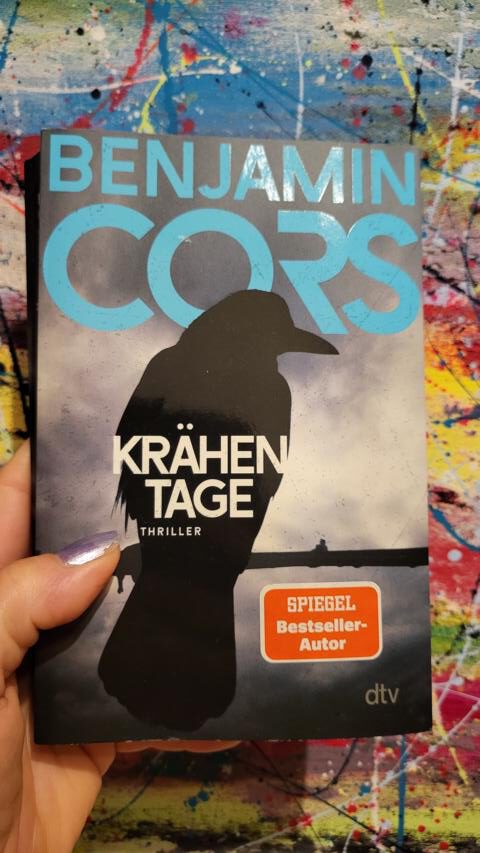 BENJAMIN
CORS
KRÄHEN
TAGE
THRILLER
SPIEGEL
Bestseller-
Autor
dtv